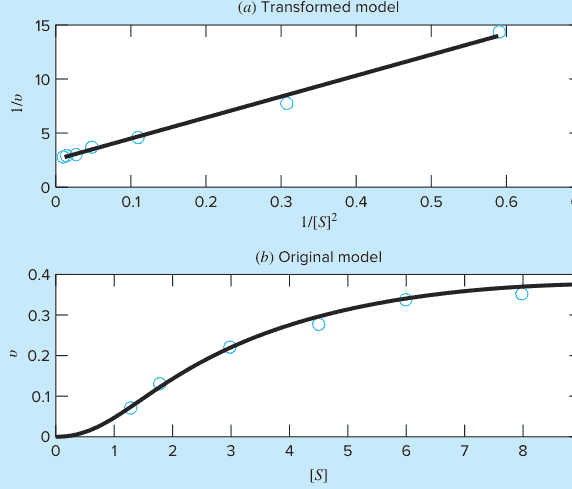 (a) Transformed model
15
10
5
0
1/υ
0 0.1 0.2 0.3 0.4 0.5 0.6
1/[S]²
(b) Original model
0.4
0.3
0.2
0.1
0
υ
0 1 2 3 4 5 6 7 8
[S]